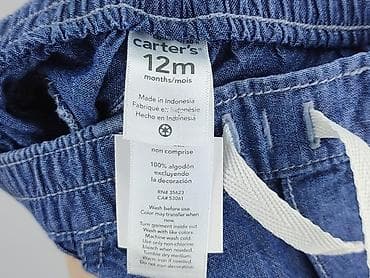 carter's®
12m
months/mois
Made in Indonesia
Fabriqué en Indonésie
Hecho en Indonesia
non comprise
100% algodón
excluyendo
la decoración
RN# 35623
CA# 53061
Wash before use.
Color may transfer when
new.
Turn garment inside out.
Wash with like colors.
Machine wash cold.
Use only non-chlorine
bleach when needed.
Tumble dry medium.
Warm iron if needed.
Do not iron decoration.